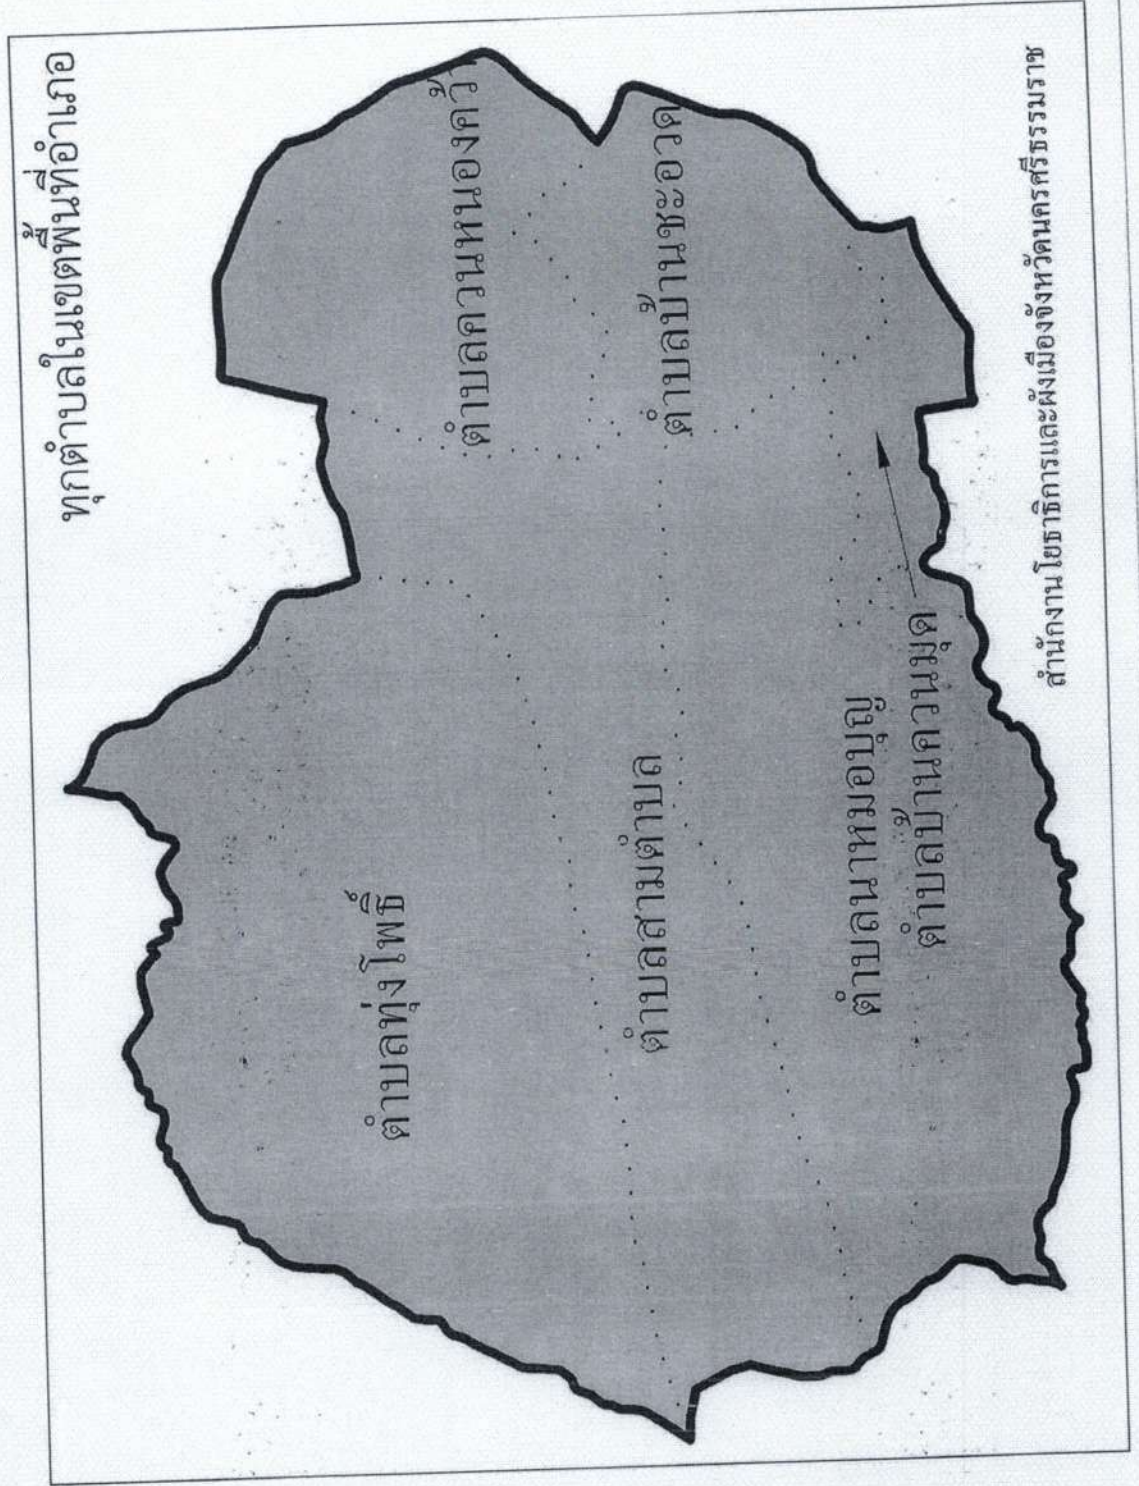 ทุกตำบลในเขตพื้นที่อำเภอ
ตำบลทุ่งโพธิ์
ตำบลควนหนองคว้า
ตำบลสามตำบล
ตำบลบ้านชะอวด
ตำบลนาหมอบุญ
ตำบลบ้านควนมุด
สำนักงานโยธาธิการและผังเมืองจังหวัดนครศรีธรรมราช